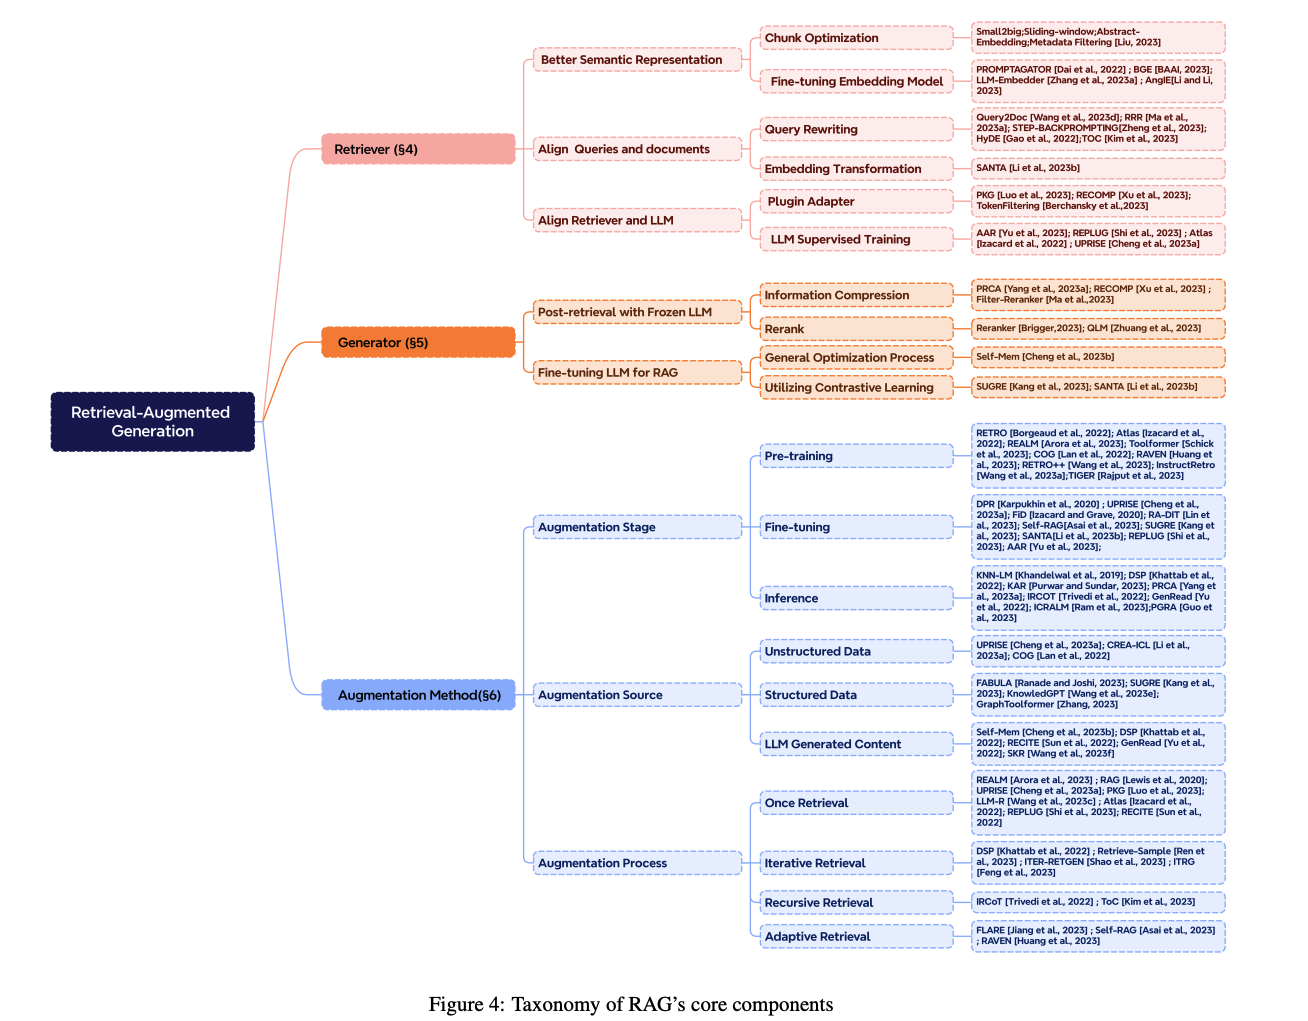 Retrieval-Augmented
Generation
Retriever (§4)
Better Semantic Representation
Chunk Optimization
Small2big;Sliding-window;Abstract-
Embedding;Metadata Filtering [Liu, 2023]
Fine-tuning Embedding Model
PROMPTAGATOR [Dai et al., 2022] ; BGE [BAAI, 2023];
LLM-Embedder [Zhang et al., 2023a] ; AnglE[Li and Li,
2023]
Align  Queries and documents
Query Rewriting
Query2Doc [Wang et al., 2023d]; RRR [Ma et al.,
2023a]; STEP-BACKPROMPTING[Zheng et al., 2023];
HyDE [Gao et al., 2022];TOC [Kim et al., 2023]
Embedding Transformation
SANTA [Li et al., 2023b]
Align Retriever and LLM
Plugin Adapter
PKG [Luo et al., 2023]; RECOMP [Xu et al., 2023];
TokenFiltering [Berchansky et al.,2023]
LLM Supervised Training
AAR [Yu et al., 2023]; REPLUG [Shi et al., 2023] ; Atlas
[Izacard et al., 2022] ; UPRISE [Cheng et al., 2023a]
Generator (§5)
Post-retrieval with Frozen LLM
Information Compression
PRCA [Yang et al., 2023a]; RECOMP [Xu et al., 2023] ;
Filter-Reranker [Ma et al.,2023]
Rerank
Reranker [Brigger,2023]; QLM [Zhuang et al., 2023]
Fine-tuning LLM for RAG
General Optimization Process
Self-Mem [Cheng et al., 2023b]
Utilizing Contrastive Learning
SUGRE [Kang et al., 2023]; SANTA [Li et al., 2023b]
Augmentation Method(§6)
Augmentation Stage
Pre-training
RETRO [Borgeaud et al., 2022]; Atlas [Izacard et al.,
2022]; REALM [Arora et al., 2023]; Toolformer [Schick
et al., 2023]; COG [Lan et al., 2022]; RAVEN [Huang et
al., 2023]; RETRO++ [Wang et al., 2023]; InstructRetro
[Wang et al., 2023a];TIGER [Rajput et al., 2023]
Fine-tuning
DPR [Karpukhin et al., 2020] ; UPRISE [Cheng et al.,
2023a]; FiD [Izacard and Grave, 2020]; RA-DIT [Lin et
al., 2023]; Self-RAG[Asai et al., 2023]; SUGRE [Kang et
al., 2023]; SANTA[Li et al., 2023b]; REPLUG [Shi et al.,
2023]; AAR [Yu et al., 2023];
Inference
KNN-LM [Khandelwal et al., 2019]; DSP [Khattab et al.,
2022]; KAR [Purwar and Sundar, 2023]; PRCA [Yang et
al., 2023a]; IRCOT [Trivedi et al., 2022]; GenRead [Yu
et al., 2022]; ICRALM [Ram et al., 2023];PGRA [Guo et
al., 2023]
Augmentation Source
Unstructured Data
UPRISE [Cheng et al., 2023a]; CREA-ICL [Li et al.,
2023a]; COG [Lan et al., 2022]
Structured Data
FABULA [Ranade and Joshi, 2023]; SUGRE [Kang et al.,
2023]; KnowledGPT [Wang et al., 2023e];
GraphToolformer [Zhang, 2023]
LLM Generated Content
Self-Mem [Cheng et al., 2023b]; DSP [Khattab et al.,
2022]; RECITE [Sun et al., 2022]; GenRead [Yu et al.,
2022]; SKR [Wang et al., 2023f]
Augmentation Process
Once Retrieval
REALM [Arora et al., 2023] ; RAG [Lewis et al., 2020];
UPRISE [Cheng et al., 2023a]; PKG [Luo et al., 2023];
LLM-R [Wang et al., 2023c] ; Atlas [Izacard et al.,
2022]; REPLUG [Shi et al., 2023]; RECITE [Sun et al.,
2022]
Iterative Retrieval
DSP [Khattab et al., 2022] ; Retrieve-Sample [Ren et
al., 2023] ; ITER-RETGEN [Shao et al., 2023] ; ITRG
[Feng et al., 2023]
Recursive Retrieval
IRCoT [Trivedi et al., 2022] ; ToC [Kim et al., 2023]
Adaptive Retrieval
FLARE [Jiang et al., 2023] ; Self-RAG [Asai et al., 2023]
; RAVEN [Huang et al., 2023]
Figure 4: Taxonomy of RAG's core components